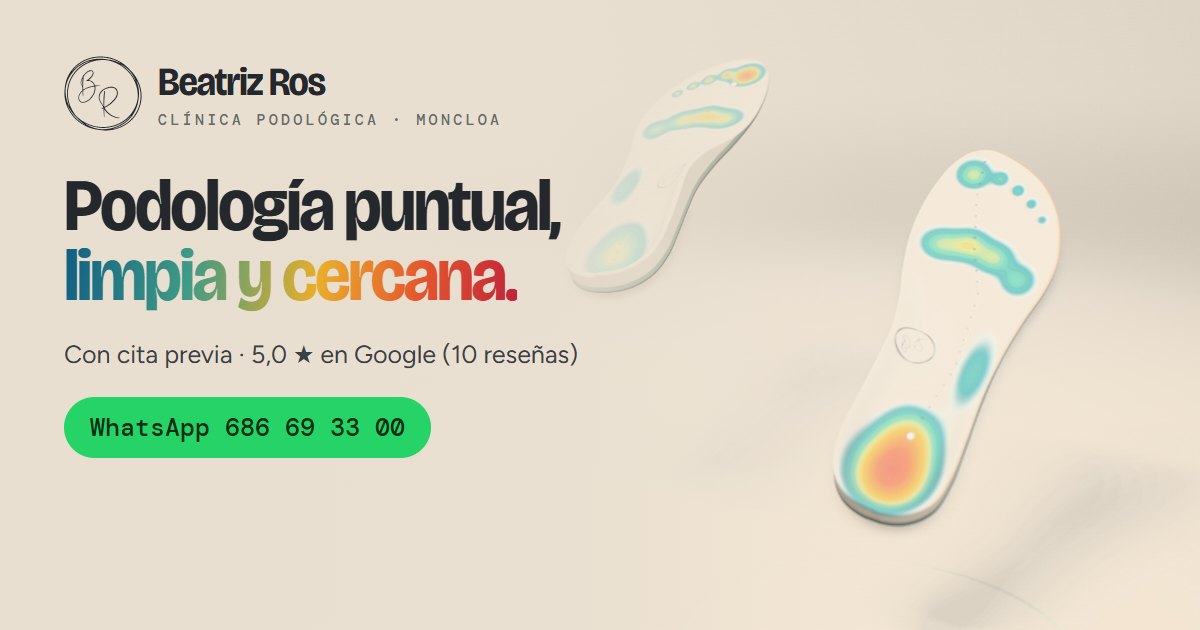 BR
Beatriz Ros
CLÍNICA PODOLÓGICA · MONCLOA
Podología puntual,
limpia y cercana.
Con cita previa · 5,0 ★ en Google (10 reseñas)
WhatsApp 686 69 33 00